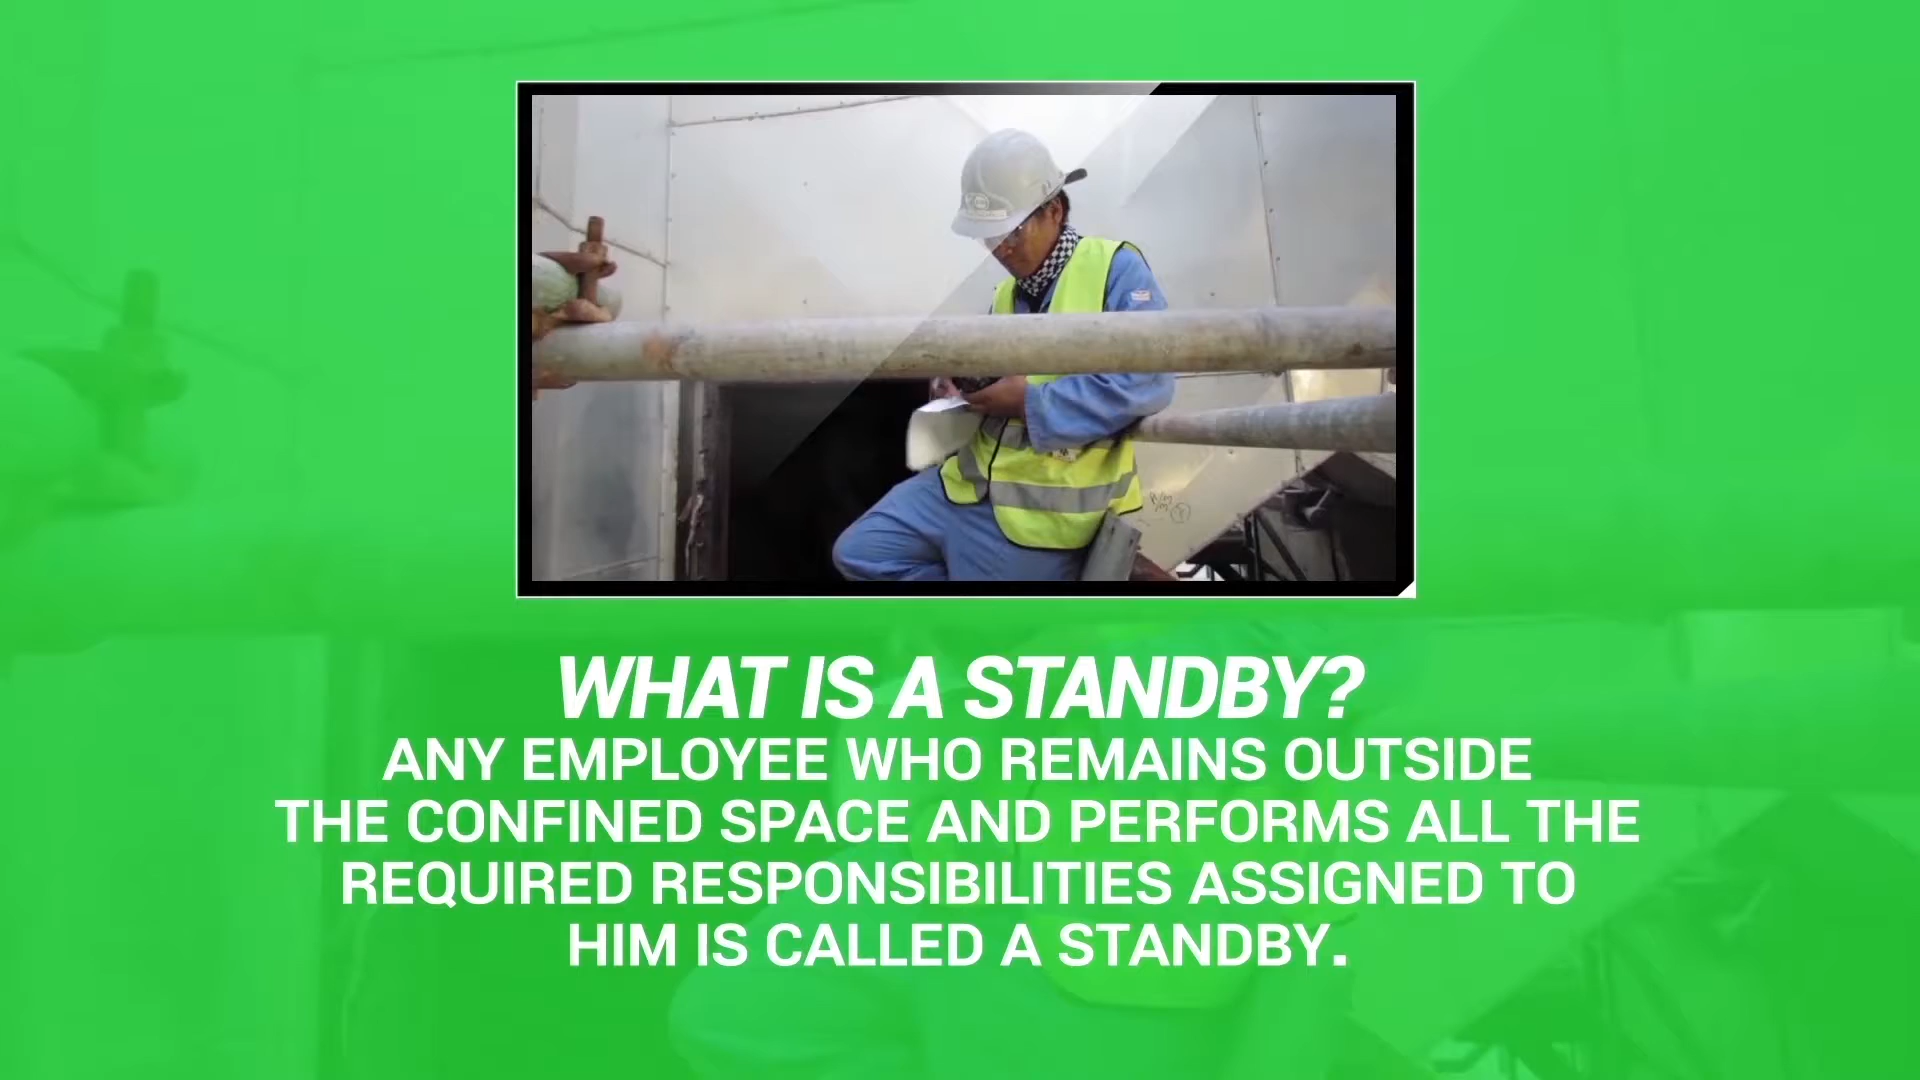 WHAT IS A STANDBY?
ANY EMPLOYEE WHO REMAINS OUTSIDE
THE CONFINED SPACE AND PERFORMS ALL THE
REQUIRED RESPONSIBILITIES ASSIGNED TO
HIM IS CALLED A STANDBY.